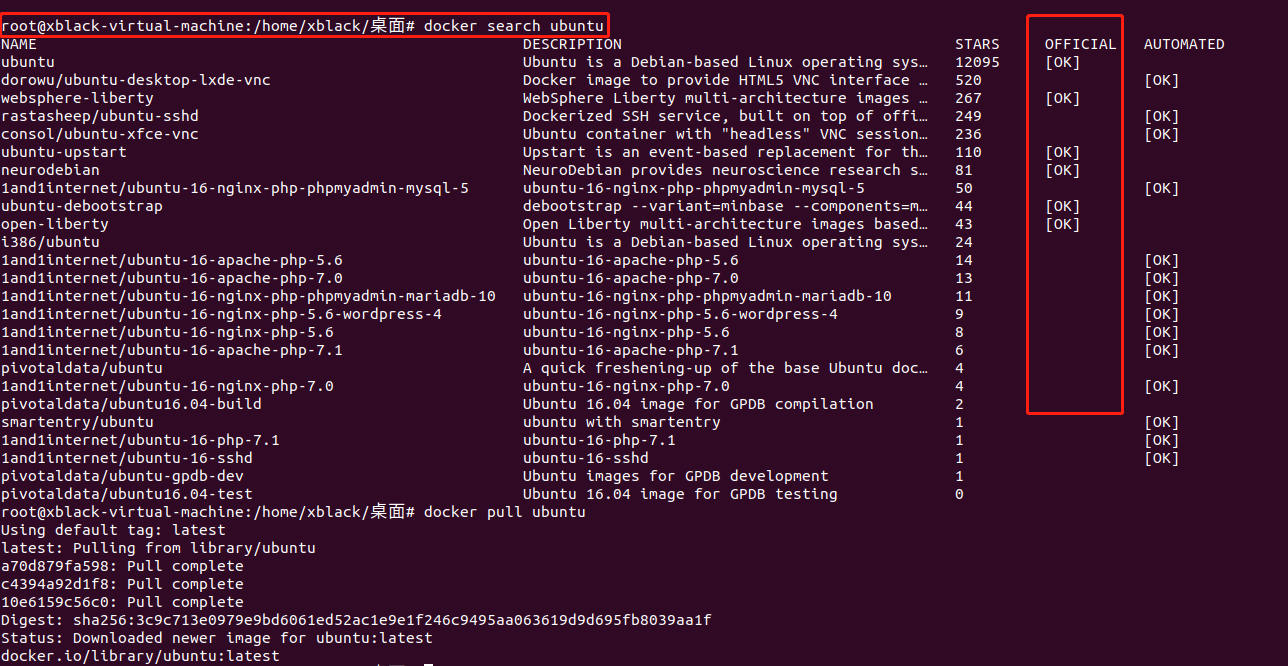 root@xblack-virtual-machine:/home/xblack/桌面# docker search ubuntu
NAME DESCRIPTION STARS OFFICIAL AUTOMATED
ubuntu Ubuntu is a Debian-based Linux operating sys… 12095 [OK]
dorowu/ubuntu-desktop-lxde-vnc Docker image to provide HTML5 VNC interface … 520 [OK]
websphere-liberty WebSphere Liberty multi-architecture images … 267 [OK]
rastasheep/ubuntu-sshd Dockerized SSH service, built on top of offi… 249 [OK]
consol/ubuntu-xfce-vnc Ubuntu container with "headless" VNC session… 236 [OK]
ubuntu-upstart Upstart is an event-based replacement for th… 110 [OK]
neurodebian NeuroDebian provides neuroscience research s… 81 [OK]
1and1internet/ubuntu-16-nginx-php-phpmyadmin-mysql-5 ubuntu-16-nginx-php-phpmyadmin-mysql-5 50 [OK]
ubuntu-debootstrap debootstrap --variant=minbase --components=m… 44 [OK]
open-liberty Open Liberty multi-architecture images based… 43 [OK]
i386/ubuntu Ubuntu is a Debian-based Linux operating sys… 24
1and1internet/ubuntu-16-apache-php-5.6 ubuntu-16-apache-php-5.6 14 [OK]
1and1internet/ubuntu-16-apache-php-7.0 ubuntu-16-apache-php-7.0 13 [OK]
1and1internet/ubuntu-16-nginx-php-phpmyadmin-mariadb-10 ubuntu-16-nginx-php-phpmyadmin-mariadb-10 11 [OK]
1and1internet/ubuntu-16-nginx-php-5.6-wordpress-4 ubuntu-16-nginx-php-5.6-wordpress-4 9 [OK]
1and1internet/ubuntu-16-nginx-php-5.6 ubuntu-16-nginx-php-5.6 8 [OK]
1and1internet/ubuntu-16-apache-php-7.1 ubuntu-16-apache-php-7.1 6 [OK]
pivotaldata/ubuntu A quick freshening-up of the base Ubuntu doc… 4
1and1internet/ubuntu-16-nginx-php-7.0 ubuntu-16-nginx-php-7.0 4 [OK]
pivotaldata/ubuntu16.04-build Ubuntu 16.04 image for GPDB compilation 2
smartentry/ubuntu ubuntu with smartentry 1 [OK]
1and1internet/ubuntu-16-php-7.1 ubuntu-16-php-7.1 1 [OK]
1and1internet/ubuntu-16-sshd ubuntu-16-sshd 1 [OK]
pivotaldata/ubuntu-gpdb-dev Ubuntu images for GPDB development 1
pivotaldata/ubuntu16.04-test Ubuntu 16.04 image for GPDB testing 0
root@xblack-virtual-machine:/home/xblack/桌面# docker pull ubuntu
Using default tag: latest
latest: Pulling from library/ubuntu
a70d879fa598: Pull complete
c4394a92d1f8: Pull complete
10e6159c56c0: Pull complete
Digest: sha256:3c9c713e0979e9bd6061ed52ac1e9e1f246c9495aa063619d9d695fb8039aa1f
Status: Downloaded newer image for ubuntu:latest
docker.io/library/ubuntu:latest